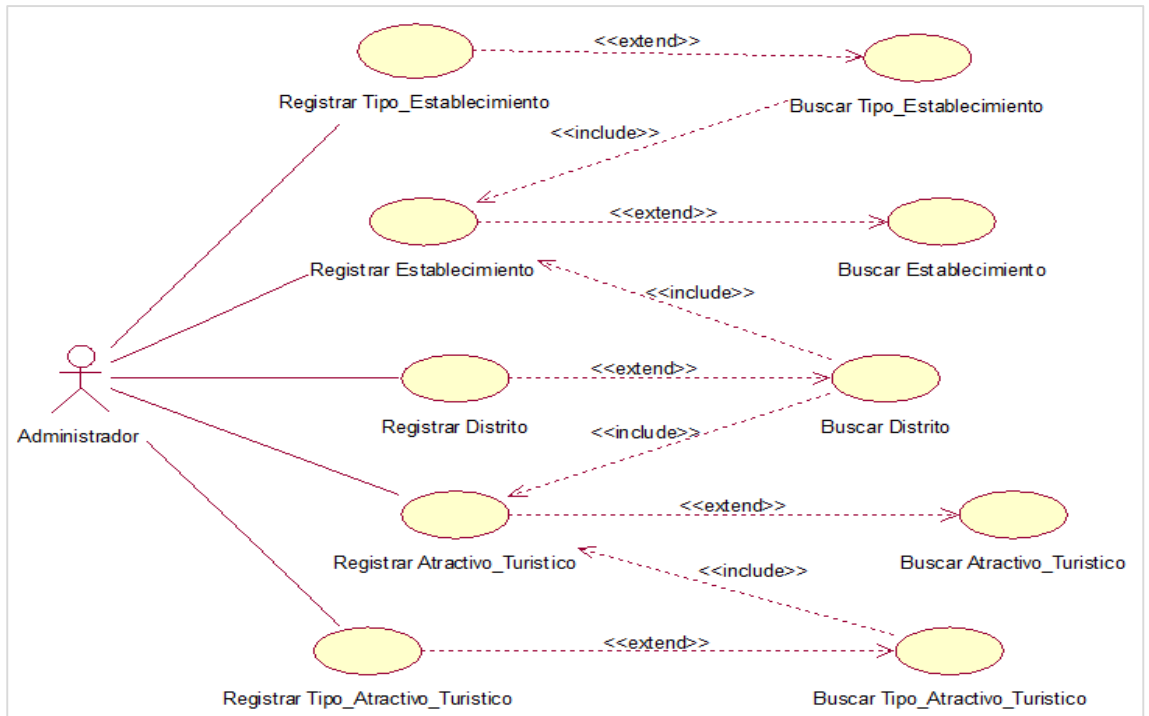 <<extend>>
Registrar Tipo_Establecimiento
Buscar Tipo_Establecimiento
<<include>>
<<extend>>
Registrar Establecimiento
Buscar Establecimiento
<<include>>
<<extend>>
Administrador
Registrar Distrito
Buscar Distrito
<<include>>
<<extend>>
Registrar Atractivo_Turistico
Buscar Atractivo_Turistico
<<include>>
<<extend>>
Registrar Tipo_Atractivo_Turistico
Buscar Tipo_Atractivo_Turistico